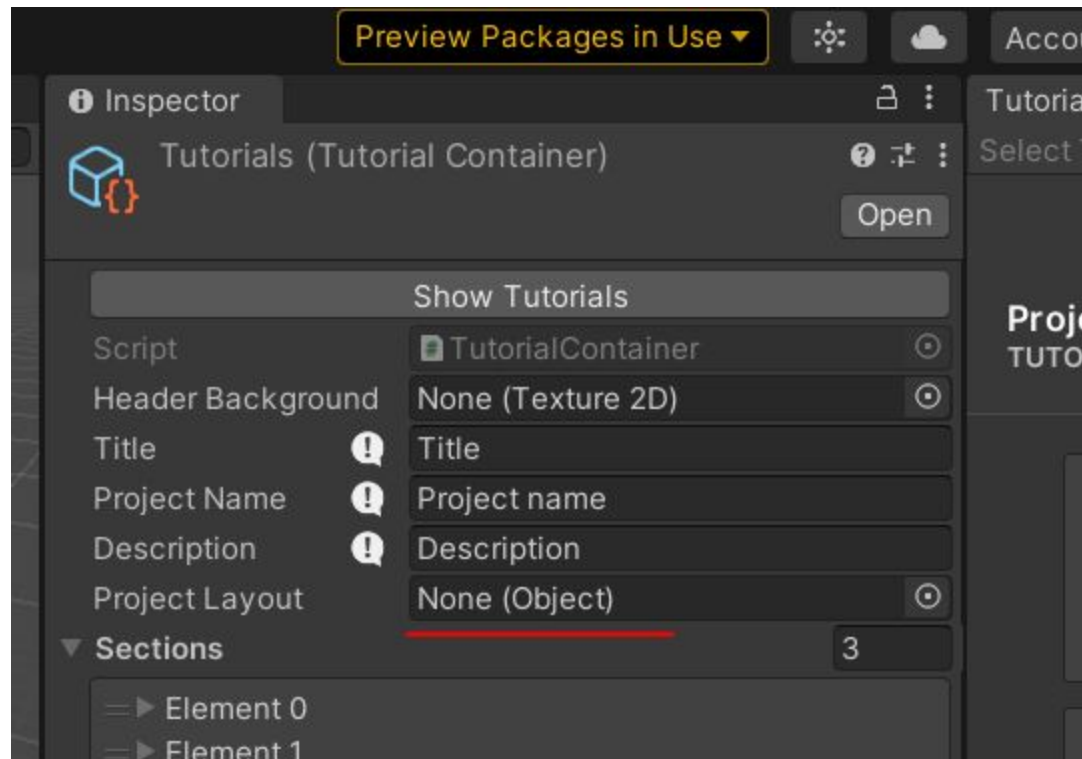 Preview Packages in Use
Inspector
Tutorials (Tutorial Container)
Open
Show Tutorials
Script TutorialContainer
Header Background None (Texture 2D)
Title Title
Project Name Project name
Description Description
Project Layout None (Object)
Sections 3
Element 0
Element 1
Select